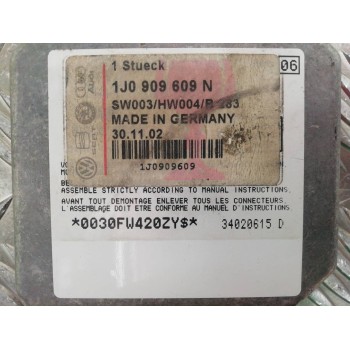 06
1 Stueck
1J0 909 609 N
SW003/HW004/B 283
MADE IN GERMANY
30.11.02
1J0909609
Audi
SEAT
ASSEMBLE STRICTLY ACCORDING TO MANUAL INSTRUCTIONS
AVANT TOUT DEMONTAGE ENLEVER TOUS LES CONNECTEURS.
L'ASSEMBLAGE DOIT ETRE CONFORME AU MANUEL D'INSTRUCTIONS
*0030FW420ZY$*
34020615 D